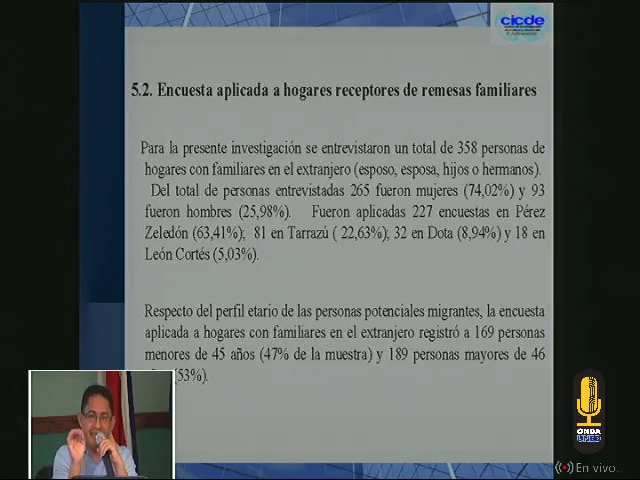 cicde
5.2. Encuesta aplicada a hogares receptores de remesas familiares
Para la presente investigación se entrevistaron un total de 358 personas de
hogares con familiares en el extranjero (esposo, esposa, hijos o hermanos).
Del total de personas entrevistadas 265 fueron mujeres (74,02%) y 93
fueron hombres (25,98%). Fueron aplicadas 227 encuestas en Pérez
Zeledón (63,41%); 81 en Tarrazú ( 22,63%); 32 en Dota (8,94%) y 18 en
León Cortés (5,03%).
Respecto del perfil etario de las personas potenciales migrantes, la encuesta
aplicada a hogares con familiares en el extranjero registró a 169 personas
menores de 45 años (47% de la muestra) y 189 personas mayores de 46
(53%).
ONDA
UNED
En vivo.